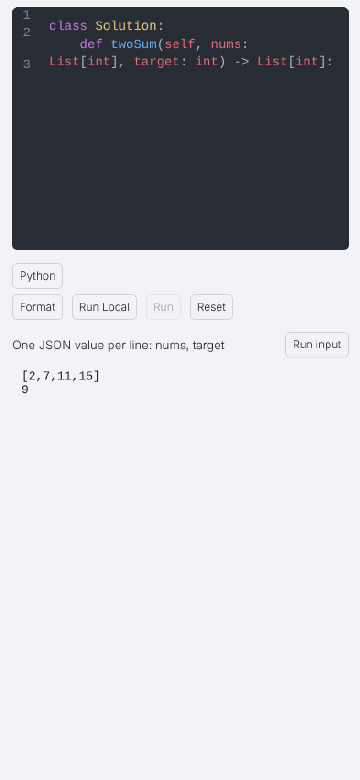 1 class Solution:
2     def twoSum(self, nums:
List[int], target: int) -> List[int]:
3
Python
Format Run Local Run Reset
One JSON value per line: nums, target Run input
[2,7,11,15]
9